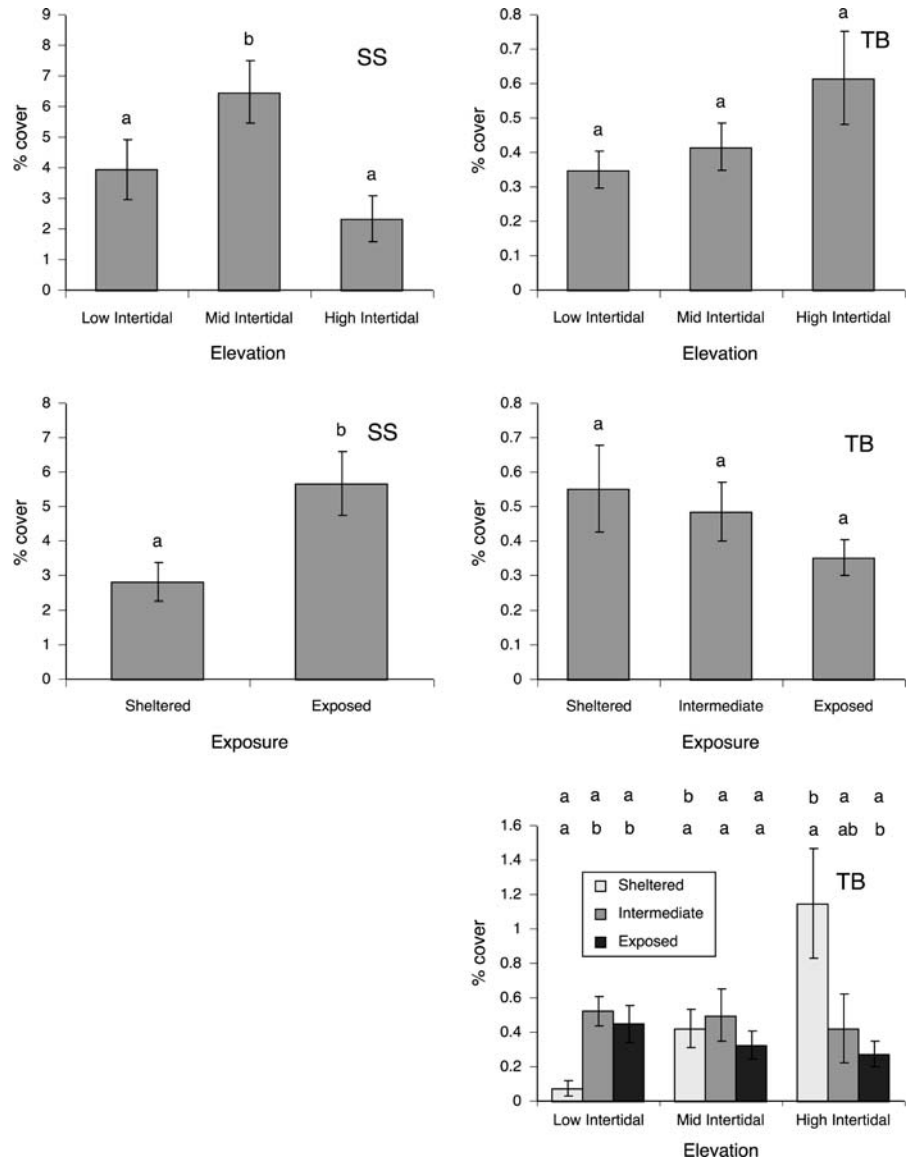 9
8
7
6
5
4
3
2
1
0
% cover
a
b
a
SS
Low Intertidal Mid Intertidal High Intertidal
Elevation
0.8
0.7
0.6
0.5
0.4
0.3
0.2
0.1
0
% cover
a
a
a
TB
Low Intertidal Mid Intertidal High Intertidal
Elevation
8
7
6
5
4
3
2
1
0
% cover
a
b
SS
Sheltered Exposed
Exposure
0.8
0.7
0.6
0.5
0.4
0.3
0.2
0.1
0
% cover
a
a
a
TB
Sheltered Intermediate Exposed
Exposure
a a a b a a b a a
a b b a a a a ab b
1.6
1.4
1.2
1
0.8
0.6
0.4
0.2
0
% cover
Sheltered
Intermediate
Exposed
TB
Low Intertidal Mid Intertidal High Intertidal
Elevation